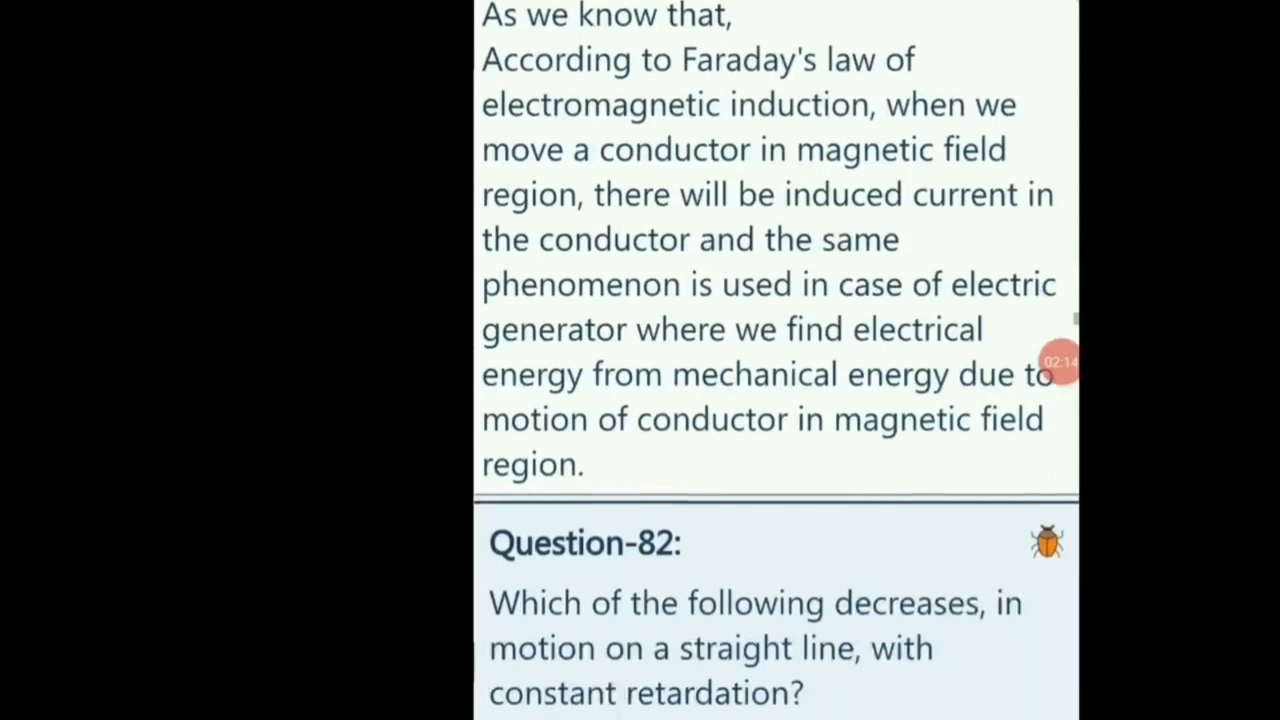 As we know that,
According to Faraday's law of
electromagnetic induction, when we
move a conductor in magnetic field
region, there will be induced current in
the conductor and the same
phenomenon is used in case of electric
generator where we find electrical
energy from mechanical energy due to
02:14
motion of conductor in magnetic field
region.
Question-82:
Which of the following decreases, in
motion on a straight line, with
constant retardation?